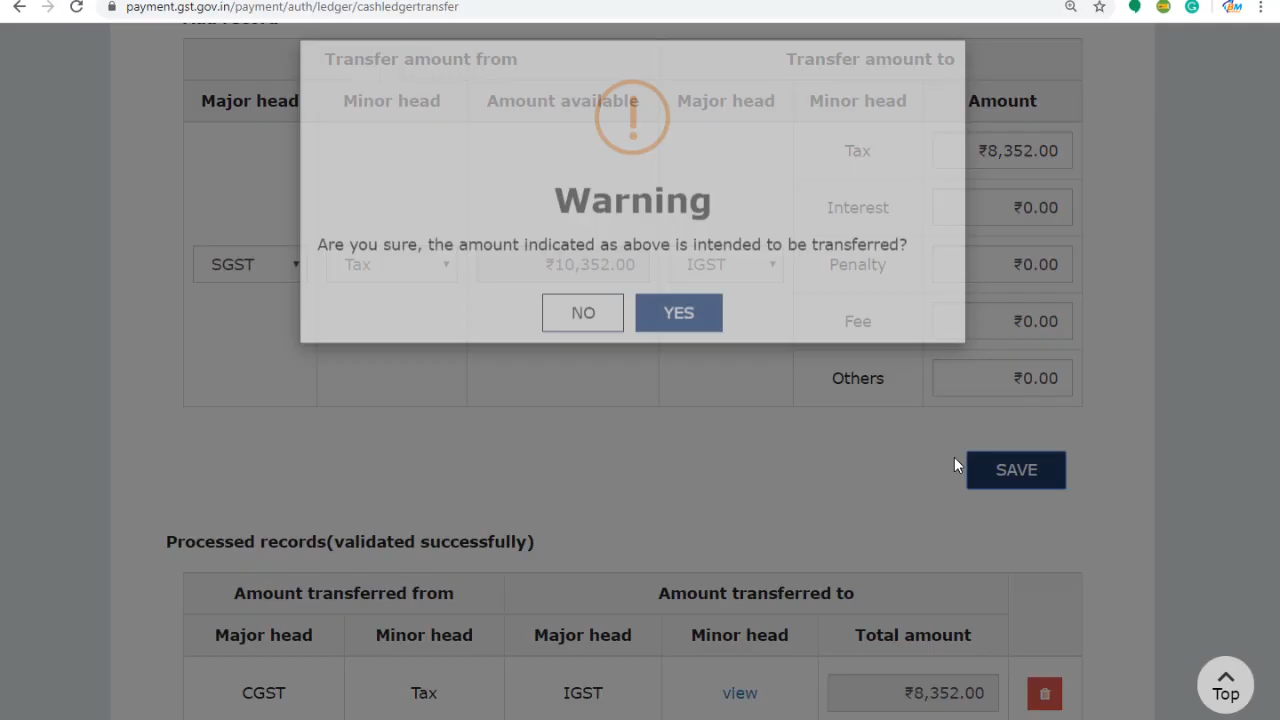 payment.gst.gov.in/payment/auth/ledger/cashledgertransfer
Transfer amount from Transfer amount to
Major head Minor head Amount available Major head Minor head Amount
Tax ₹8,352.00
Warning
Interest ₹0.00
Are you sure, the amount indicated as above is intended to be transferred?
SGST Tax ₹10,352.00 IGST Penalty ₹0.00
NO YES
Fee ₹0.00
Others ₹0.00
SAVE
Processed records(validated successfully)
Amount transferred from Amount transferred to
Major head Minor head Major head Minor head Total amount
CGST Tax IGST view ₹8,352.00
Top